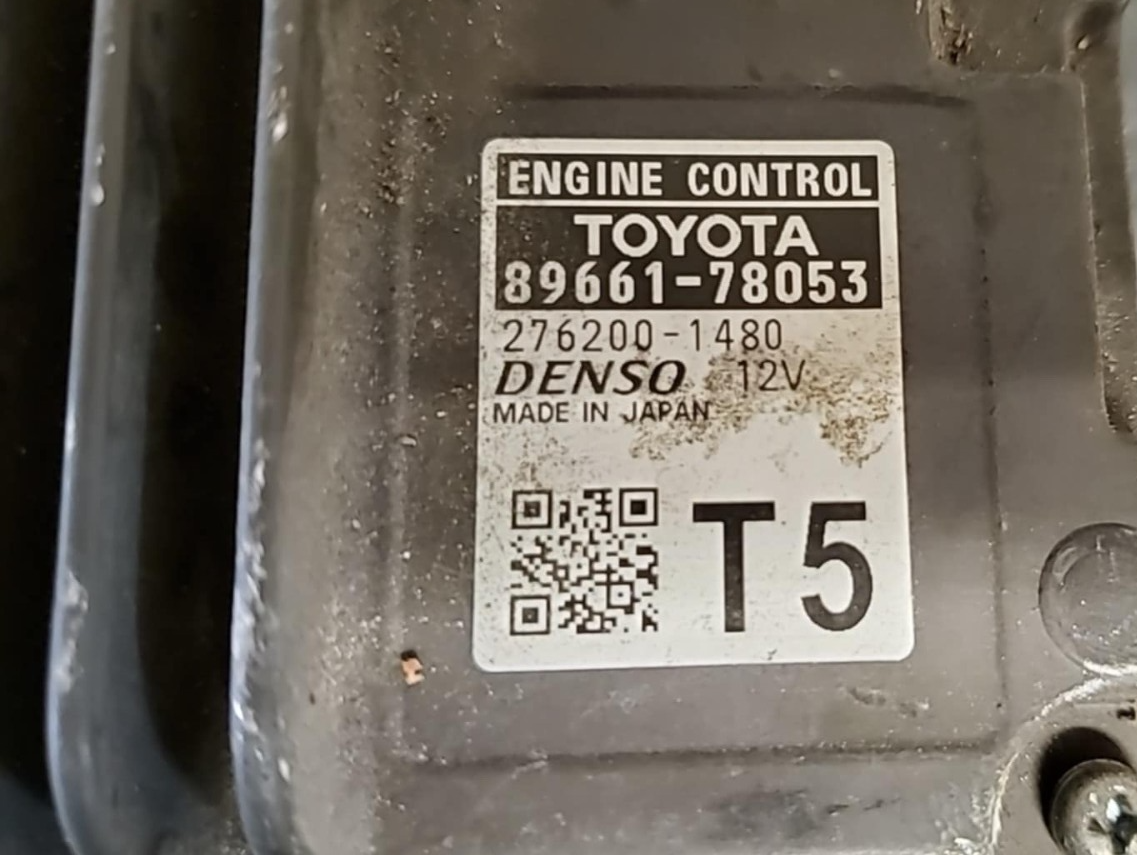 ENGINE CONTROL
TOYOTA
89661-78053
276200-1480
DENSO 12V
MADE IN JAPAN
T5